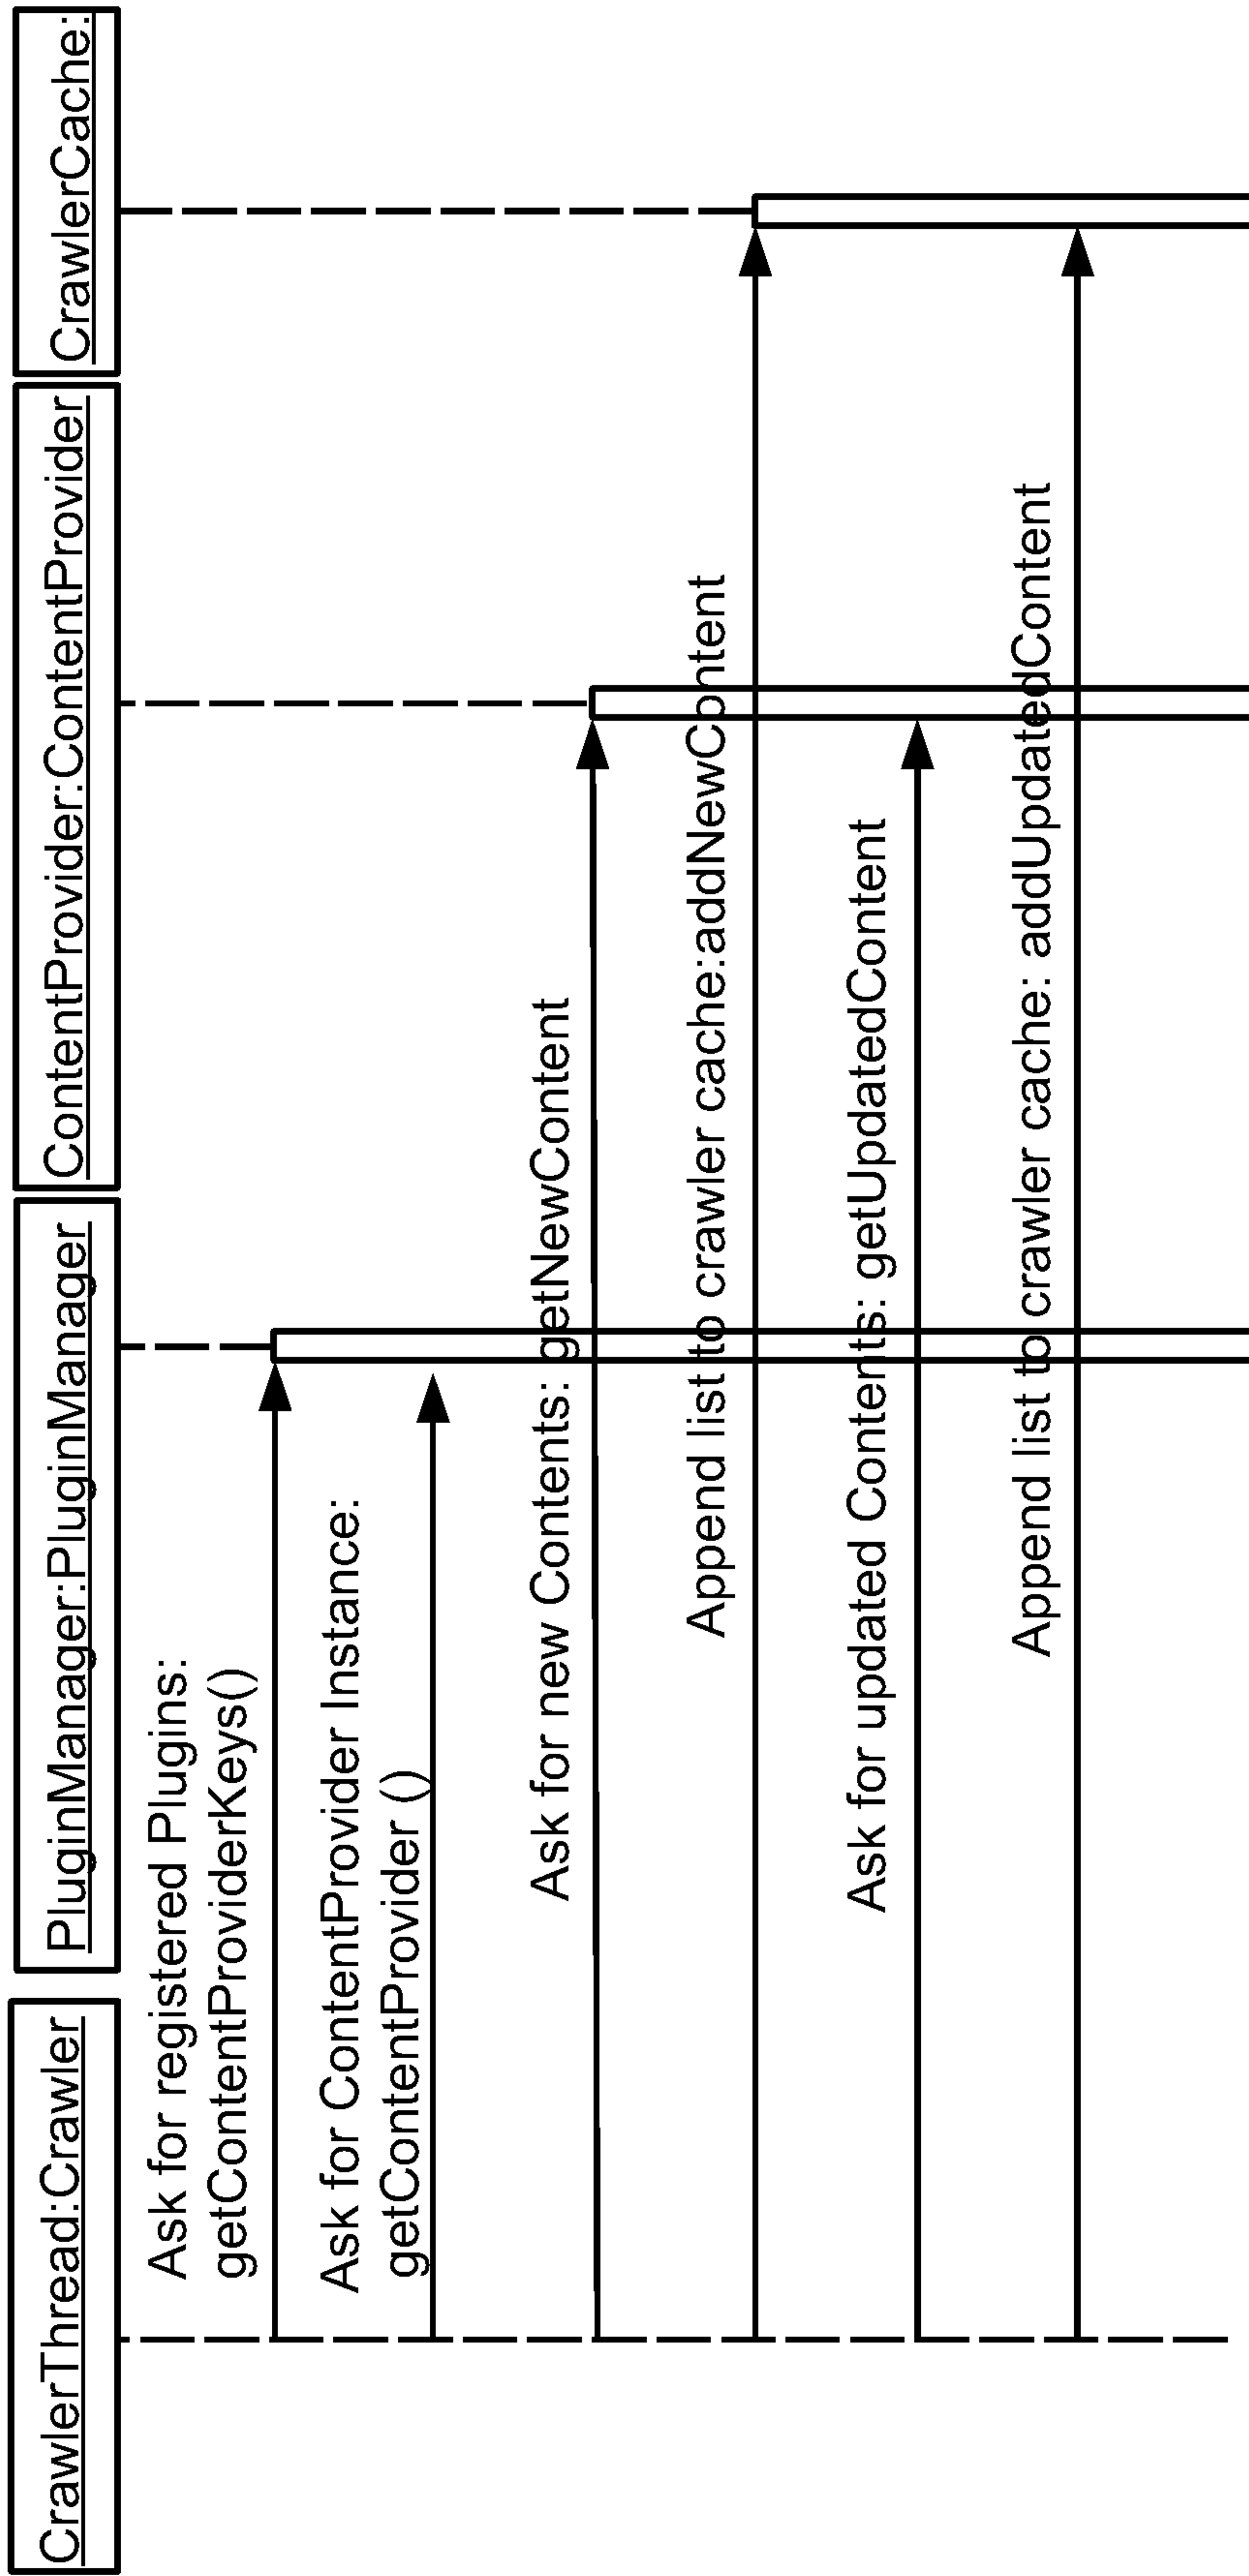 CrawlerThread:Crawler
PluginManager:PluginManager
ContentProvider:ContentProvider
CrawlerCache:
Ask for registered Plugins:
getContentProviderKeys()
Ask for ContentProvider Instance:
getContentProvider ()
Ask for new Contents: getNewContent
Append list to crawler cache:addNewContent
Ask for updated Contents: getUpdatedContent
Append list to crawler cache: addUpdatedContent